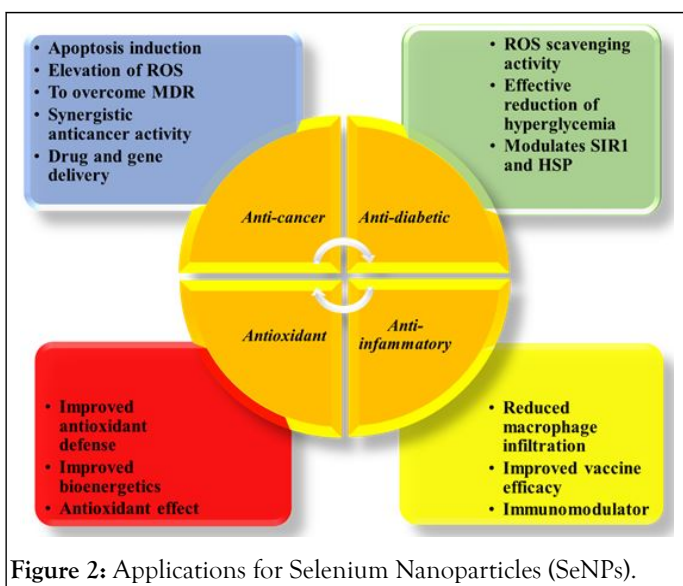 • Apoptosis induction
• Elevation of ROS
• To overcome MDR
• Synergistic
anticancer activity
• Drug and gene
delivery
• ROS scavenging
activity
• Effective
reduction of
hyperglycemia
• Modulates SIR1
and HSP
Anti-cancer
Anti-diabetic
Antioxidant
Anti-
infammatory
• Improved
antioxidant
defense
• Improved
bioenergetics
• Antioxidant effect
• Reduced
macrophage
infiltration
• Improved vaccine
efficacy
• Immunomodulator
Figure 2: Applications for Selenium Nanoparticles (SeNPs).